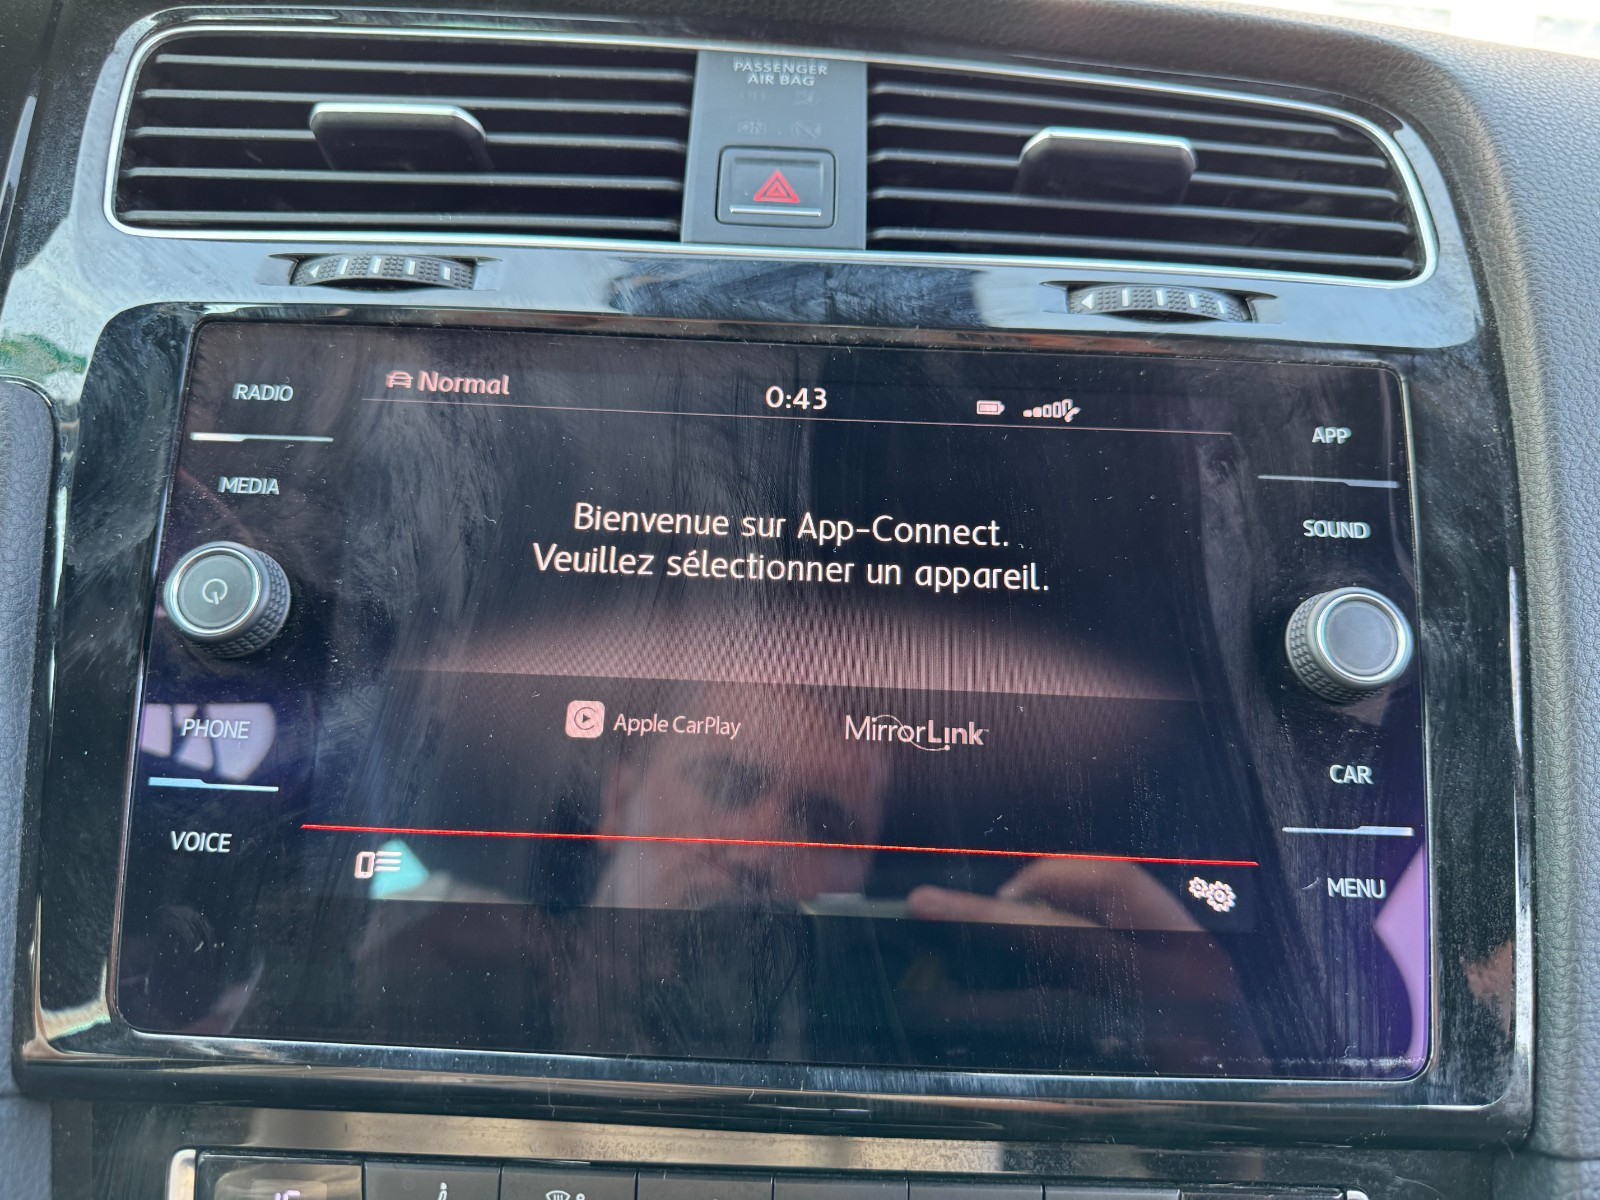 PASSENGER
AIR BAG
RADIO
Normal
0:43
APP
MEDIA
SOUND
Bienvenue sur App-Connect.
Veuillez sélectionner un appareil.
PHONE
Apple CarPlay
MirrorLink
CAR
VOICE
MENU